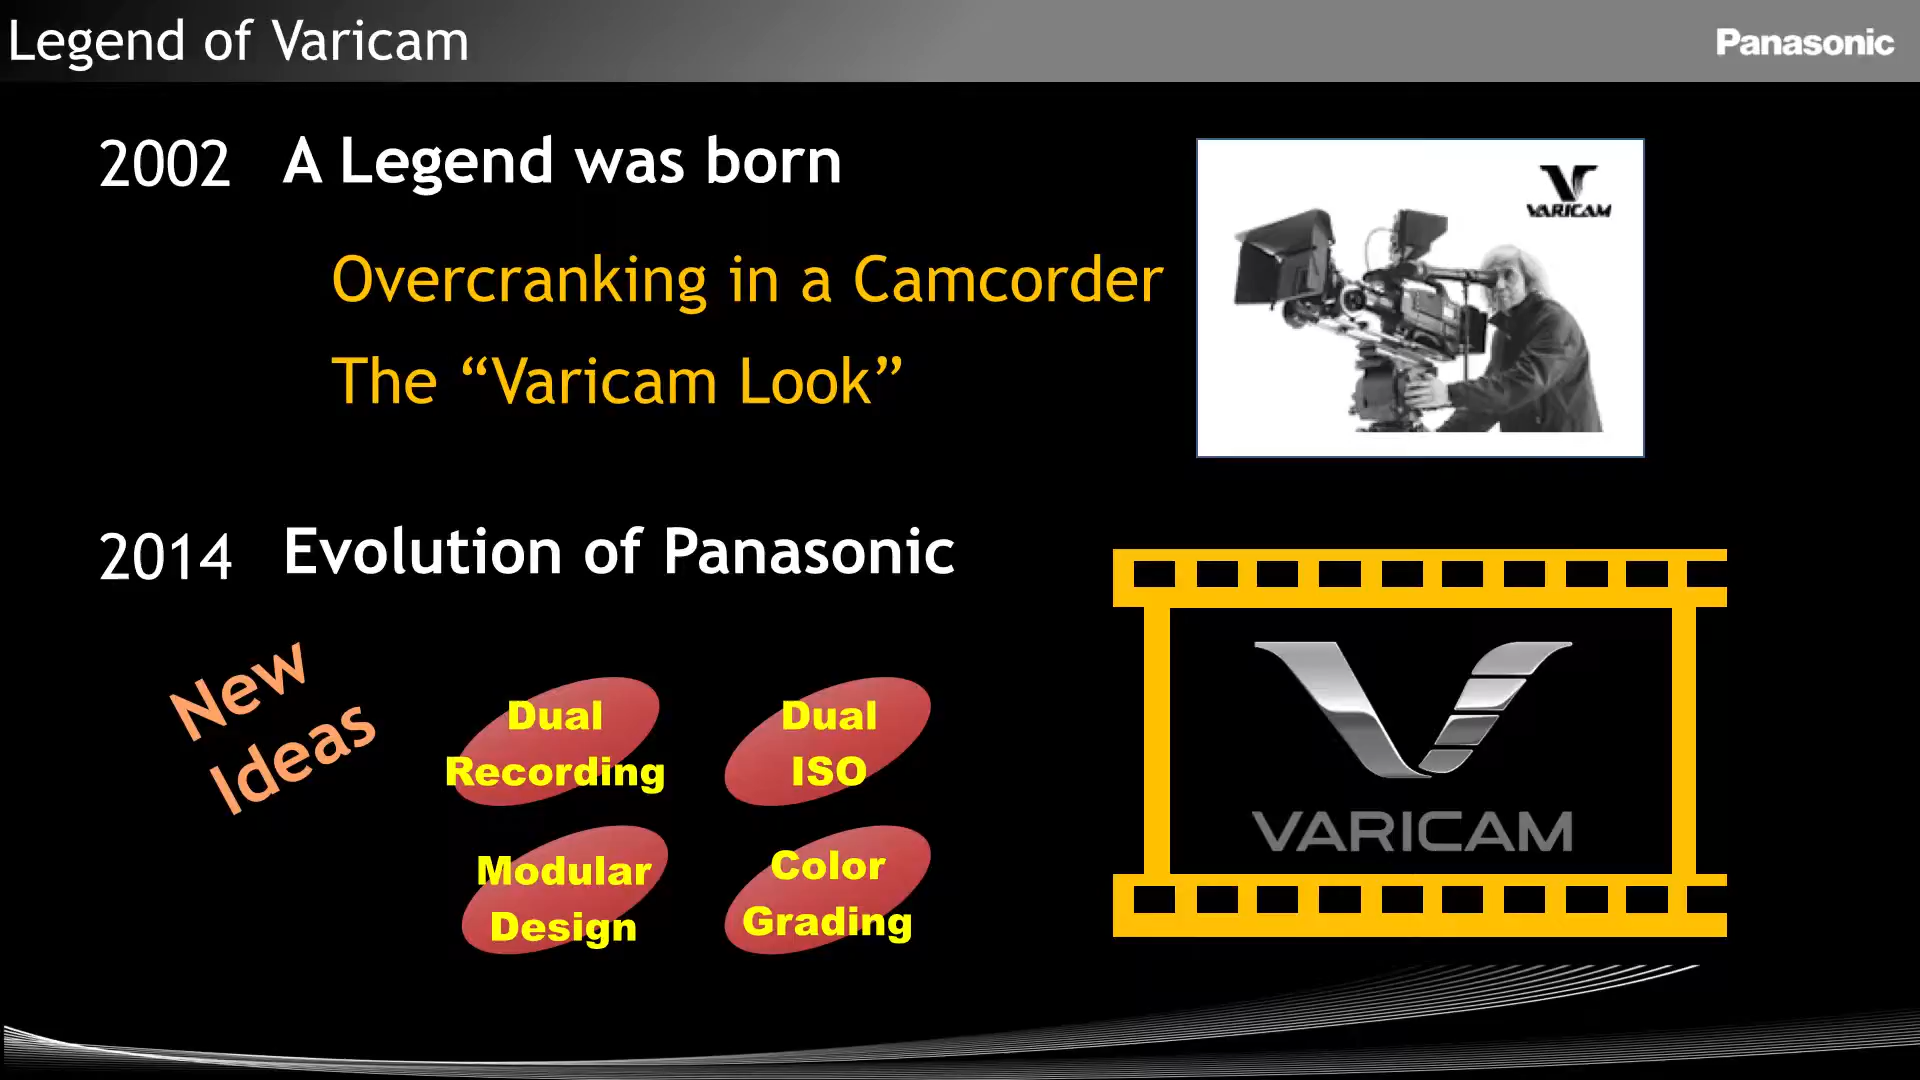 Legend of Varicam
Panasonic
2002 A Legend was born
VARICAM
Overcranking in a Camcorder
The “Varicam Look”
2014 Evolution of Panasonic
New
Ideas
Dual
Recording
Dual
ISO
Modular
Design
Color
Grading
VARICAM